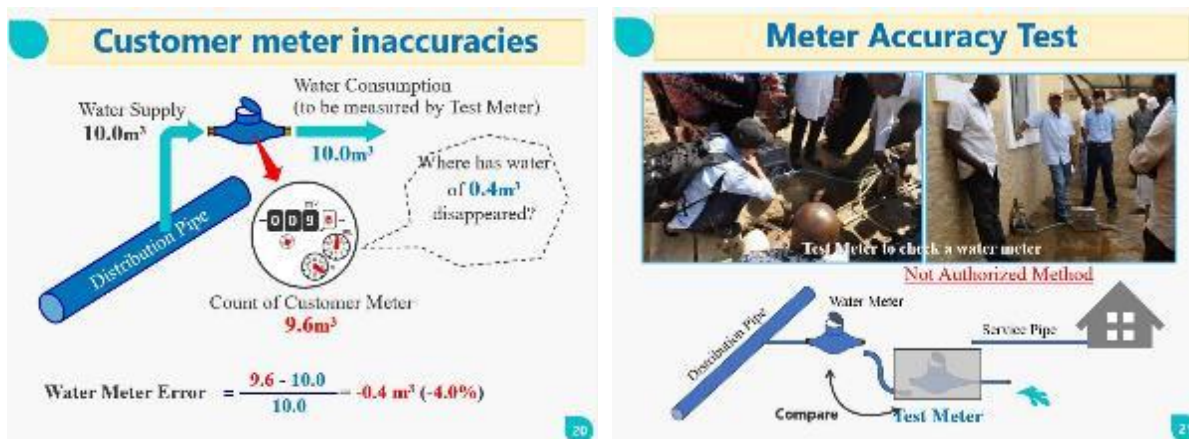 Customer meter inaccuracies
Water Supply
10.0m³
Water Consumption
(to be measured by Test Meter)
10.0m³
Where has water
of 0.4m³
disappeared?
Distribution Pipe
009
Count of Customer Meter
9.6m³
Water Meter Error = 9.6 - 10.0 / 10.0 = -0.4 m³ (-4.0%)
20
Meter Accuracy Test
Test Meter to check a water meter
Not Authorized Method
Water Meter
Distribution Pipe
Service Pipe
Compare
Test Meter